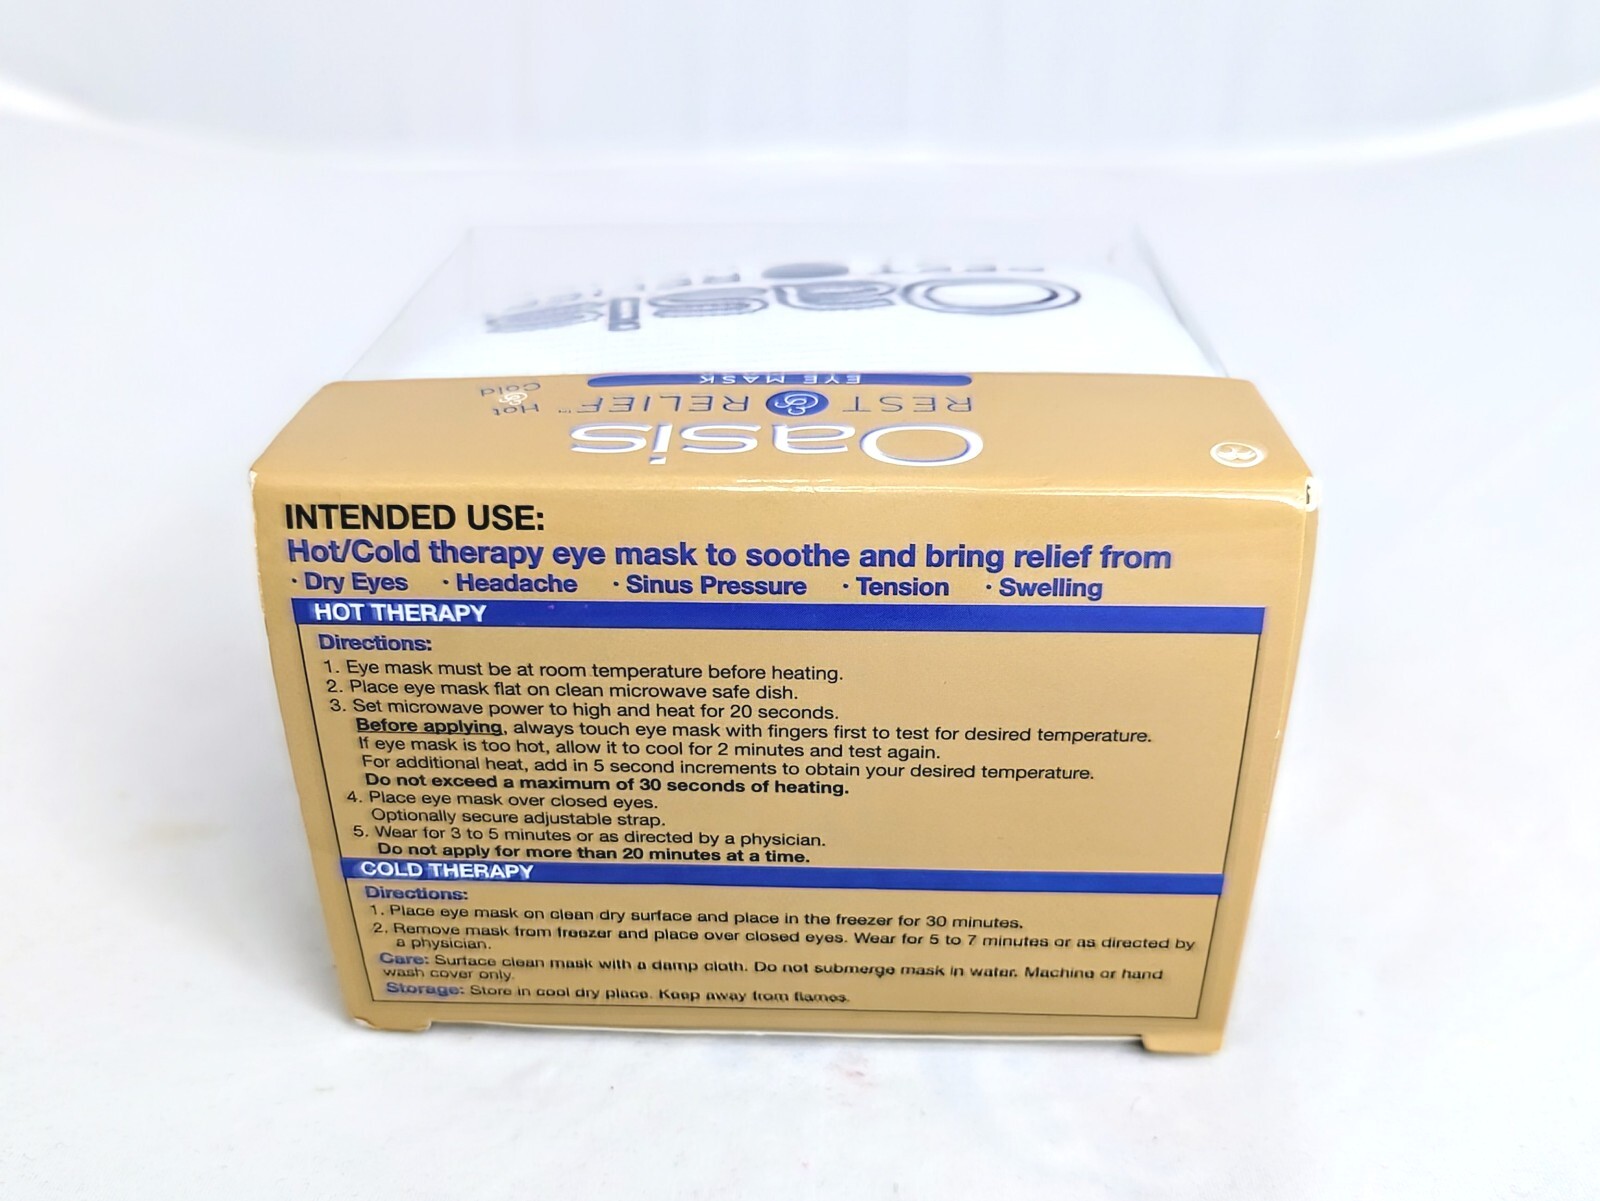 Oasis
REST & RELIEF
Oasis
REST & RELIEF™ Hot & Cold
EYE MASK
INTENDED USE:
Hot/Cold therapy eye mask to soothe and bring relief from
· Dry Eyes · Headache · Sinus Pressure · Tension · Swelling
HOT THERAPY
Directions:
1. Eye mask must be at room temperature before heating.
2. Place eye mask flat on clean microwave safe dish.
3. Set microwave power to high and heat for 20 seconds.
Before applying, always touch eye mask with fingers first to test for desired temperature.
If eye mask is too hot, allow it to cool for 2 minutes and test again.
For additional heat, add in 5 second increments to obtain your desired temperature.
Do not exceed a maximum of 30 seconds of heating.
4. Place eye mask over closed eyes.
Optionally secure adjustable strap.
5. Wear for 3 to 5 minutes or as directed by a physician.
Do not apply for more than 20 minutes at a time.
COLD THERAPY
Directions:
1. Place eye mask on clean dry surface and place in the freezer for 30 minutes.
2. Remove mask from freezer and place over closed eyes. Wear for 5 to 7 minutes or as directed by
a physician.
Care: Surface clean mask with a damp cloth. Do not submerge mask in water. Machine or hand
wash cover only.
Storage: Store in cool dry place. Keep away from flames.